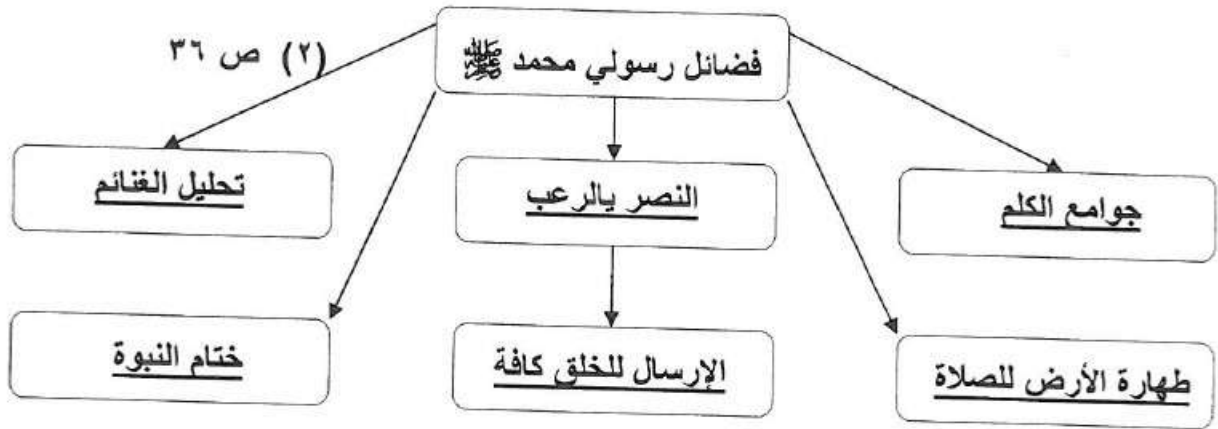 فضائل رسولي محمد ﷺ
(٢) ص ٣٦
جوامع الكلم
النصر يالرعب
تحليل الغنائم
طهارة الأرض للصلاة
الإرسال للخلق كافة
ختام النبوة